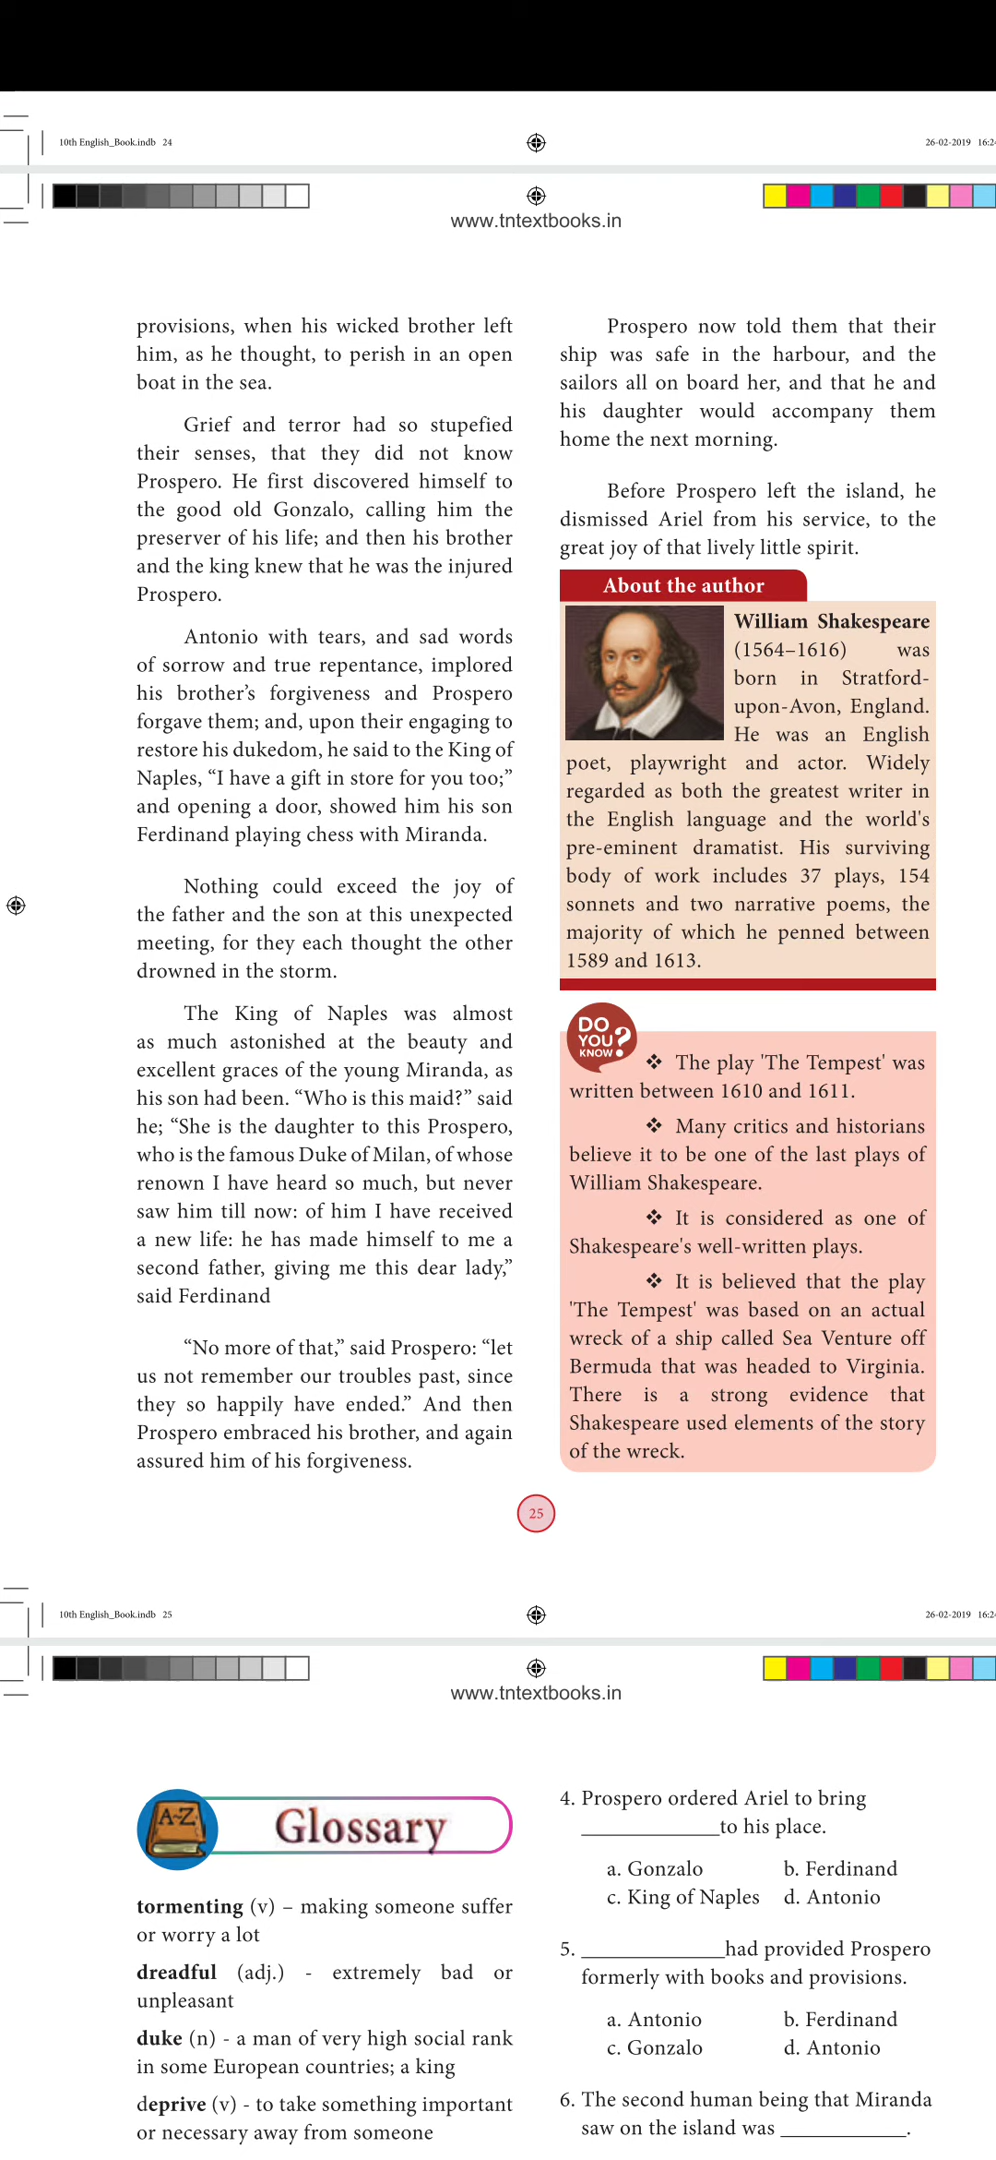 10th English_Book.indb 24
26-02-2019 16:24
www.tntextbooks.in
provisions, when his wicked brother left
him, as he thought, to perish in an open
boat in the sea.
Grief and terror had so stupefied
their senses, that they did not know
Prospero. He first discovered himself to
the good old Gonzalo, calling him the
preserver of his life; and then his brother
and the king knew that he was the injured
Prospero.
Antonio with tears, and sad words
of sorrow and true repentance, implored
his brother’s forgiveness and Prospero
forgave them; and, upon their engaging to
restore his dukedom, he said to the King of
Naples, “I have a gift in store for you too;”
and opening a door, showed him his son
Ferdinand playing chess with Miranda.
Nothing could exceed the joy of
the father and the son at this unexpected
meeting, for they each thought the other
drowned in the storm.
The King of Naples was almost
as much astonished at the beauty and
excellent graces of the young Miranda, as
his son had been. “Who is this maid?” said
he; “She is the daughter to this Prospero,
who is the famous Duke of Milan, of whose
renown I have heard so much, but never
saw him till now: of him I have received
a new life: he has made himself to me a
second father, giving me this dear lady,”
said Ferdinand
“No more of that,” said Prospero: “let
us not remember our troubles past, since
they so happily have ended.” And then
Prospero embraced his brother, and again
assured him of his forgiveness.
Prospero now told them that their
ship was safe in the harbour, and the
sailors all on board her, and that he and
his daughter would accompany them
home the next morning.
Before Prospero left the island, he
dismissed Ariel from his service, to the
great joy of that lively little spirit.
About the author
William Shakespeare
(1564–1616) was
born in Stratford-
upon-Avon, England.
He was an English
poet, playwright and actor. Widely
regarded as both the greatest writer in
the English language and the world's
pre-eminent dramatist. His surviving
body of work includes 37 plays, 154
sonnets and two narrative poems, the
majority of which he penned between
1589 and 1613.
DO
YOU
KNOW
?
❖ The play 'The Tempest' was
written between 1610 and 1611.
❖ Many critics and historians
believe it to be one of the last plays of
William Shakespeare.
❖ It is considered as one of
Shakespeare's well-written plays.
❖ It is believed that the play
'The Tempest' was based on an actual
wreck of a ship called Sea Venture off
Bermuda that was headed to Virginia.
There is a strong evidence that
Shakespeare used elements of the story
of the wreck.
25
10th English_Book.indb 25
26-02-2019 16:24
www.tntextbooks.in
A-Z
Glossary
tormenting (v) – making someone suffer
or worry a lot
dreadful (adj.) - extremely bad or
unpleasant
duke (n) - a man of very high social rank
in some European countries; a king
deprive (v) - to take something important
or necessary away from someone
4. Prospero ordered Ariel to bring
_____________to his place.
a. Gonzalo b. Ferdinand
c. King of Naples d. Antonio
5. _____________had provided Prospero
formerly with books and provisions.
a. Antonio b. Ferdinand
c. Gonzalo d. Antonio
6. The second human being that Miranda
saw on the island was ____________.